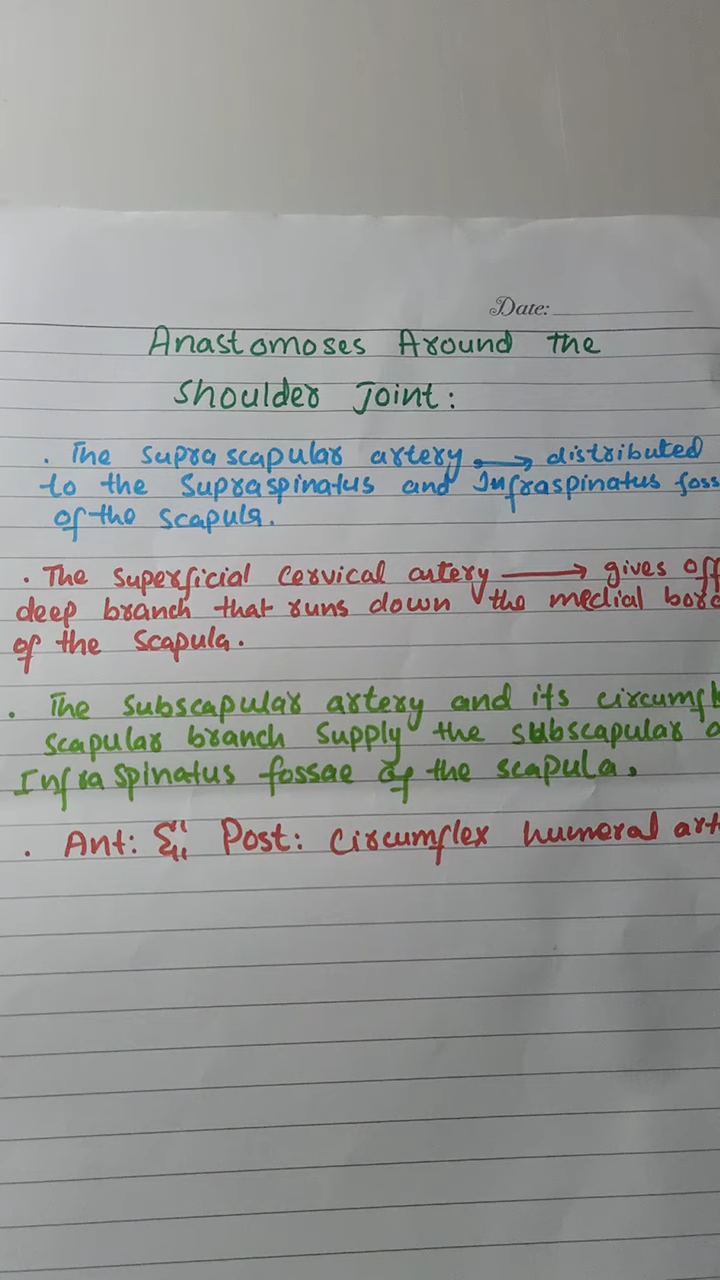 Date:
Anastomoses Around the
Shoulder Joint:
. The suprascapular artery → distributed
to the Supraspinatus and Infraspinatus foss
of the scapula.
. The superficial cervical artery → gives off
deep branch that runs down the medial bord
of the Scapula.
. The subscapular artery and its circumfl
scapular branch supply the subscapular a
Infraspinatus fossae of the scapula.
. Ant: & Post: circumflex humeral art